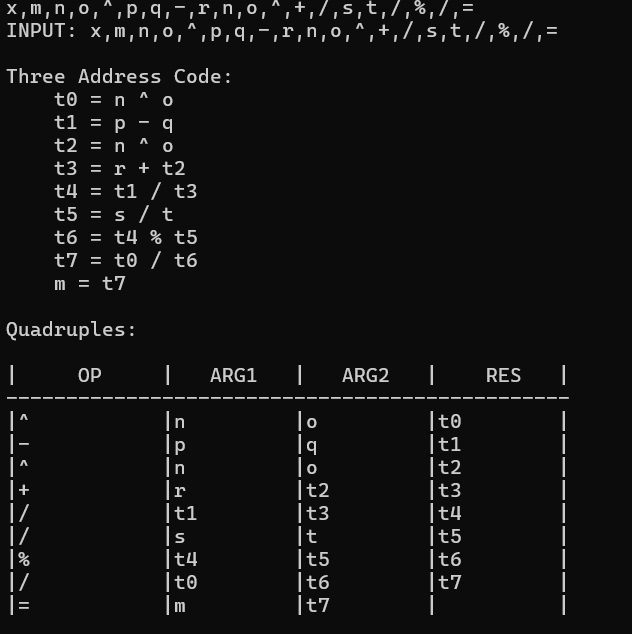 x,m,n,o,^,p,q,-,r,n,o,^,+,/,s,t,/,%,/,=
INPUT: x,m,n,o,^,p,q,-,r,n,o,^,+,/,s,t,/,%,/,=
Three Address Code:
t0 = n ^ o
t1 = p - q
t2 = n ^ o
t3 = r + t2
t4 = t1 / t3
t5 = s / t
t6 = t4 % t5
t7 = t0 / t6
m = t7
Quadruples:
| OP | ARG1 | ARG2 | RES |
-----------------------------------------------
|^ |n |o |t0 |
|- |p |q |t1 |
|^ |n |o |t2 |
|+ |r |t2 |t3 |
|/ |t1 |t3 |t4 |
|/ |s |t |t5 |
|% |t4 |t5 |t6 |
|/ |t0 |t6 |t7 |
|= |m |t7 | |